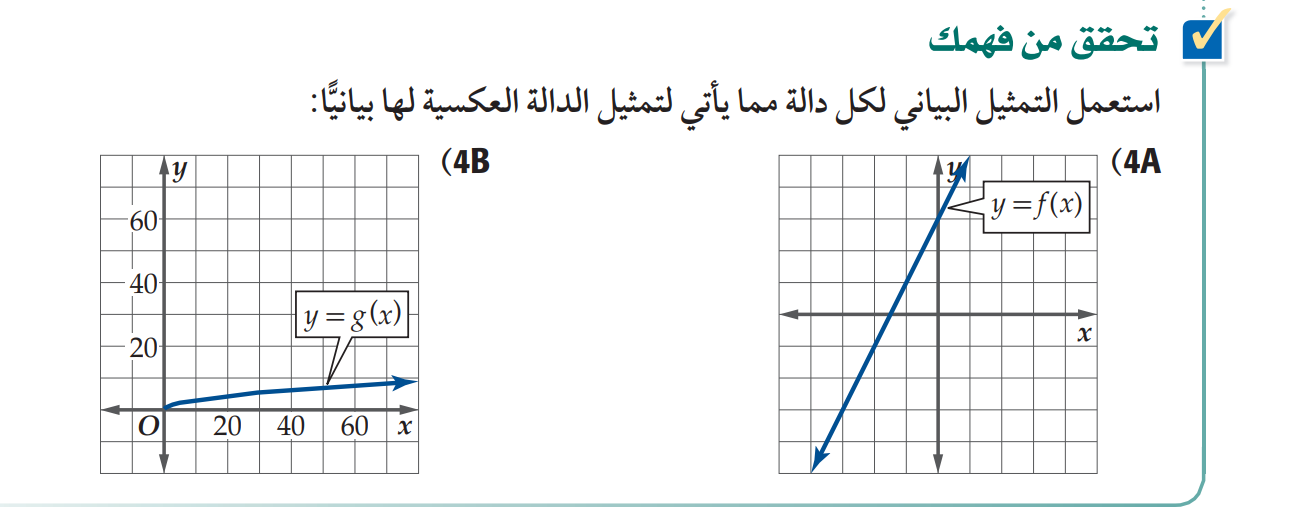 تحقق من فهمك
استعمل التمثيل البياني لكل دالة مما يأتي لتمثيل الدالة العكسية لها بيانيًّا:
(4A
y
y = f(x)
x
(4B
y
60
40
y = g(x)
20
O 20 40 60 x